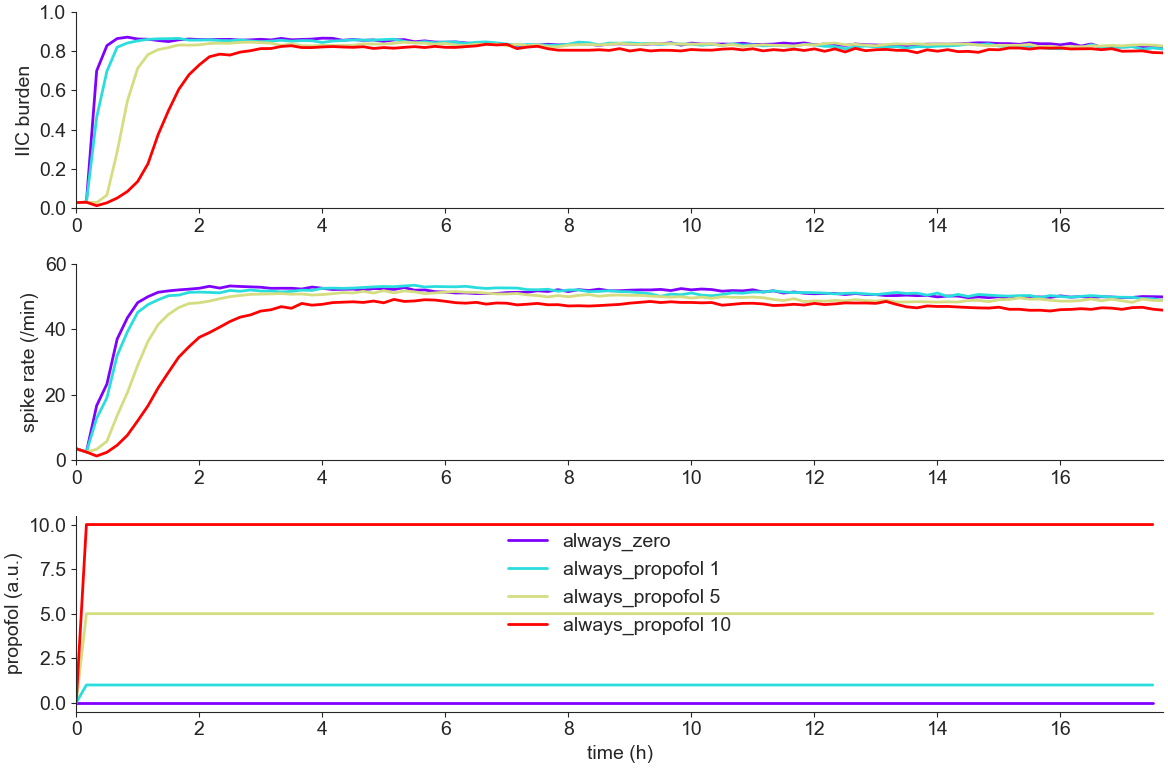 1.0
0.8
0.6
0.4
0.2
0.0
IIC burden
0 2 4 6 8 10 12 14 16
60
40
20
0
spike rate (/min)
0 2 4 6 8 10 12 14 16
10.0
7.5
5.0
2.5
0.0
propofol (a.u.)
always_zero
always_propofol 1
always_propofol 5
always_propofol 10
0 2 4 6 8 10 12 14 16
time (h)